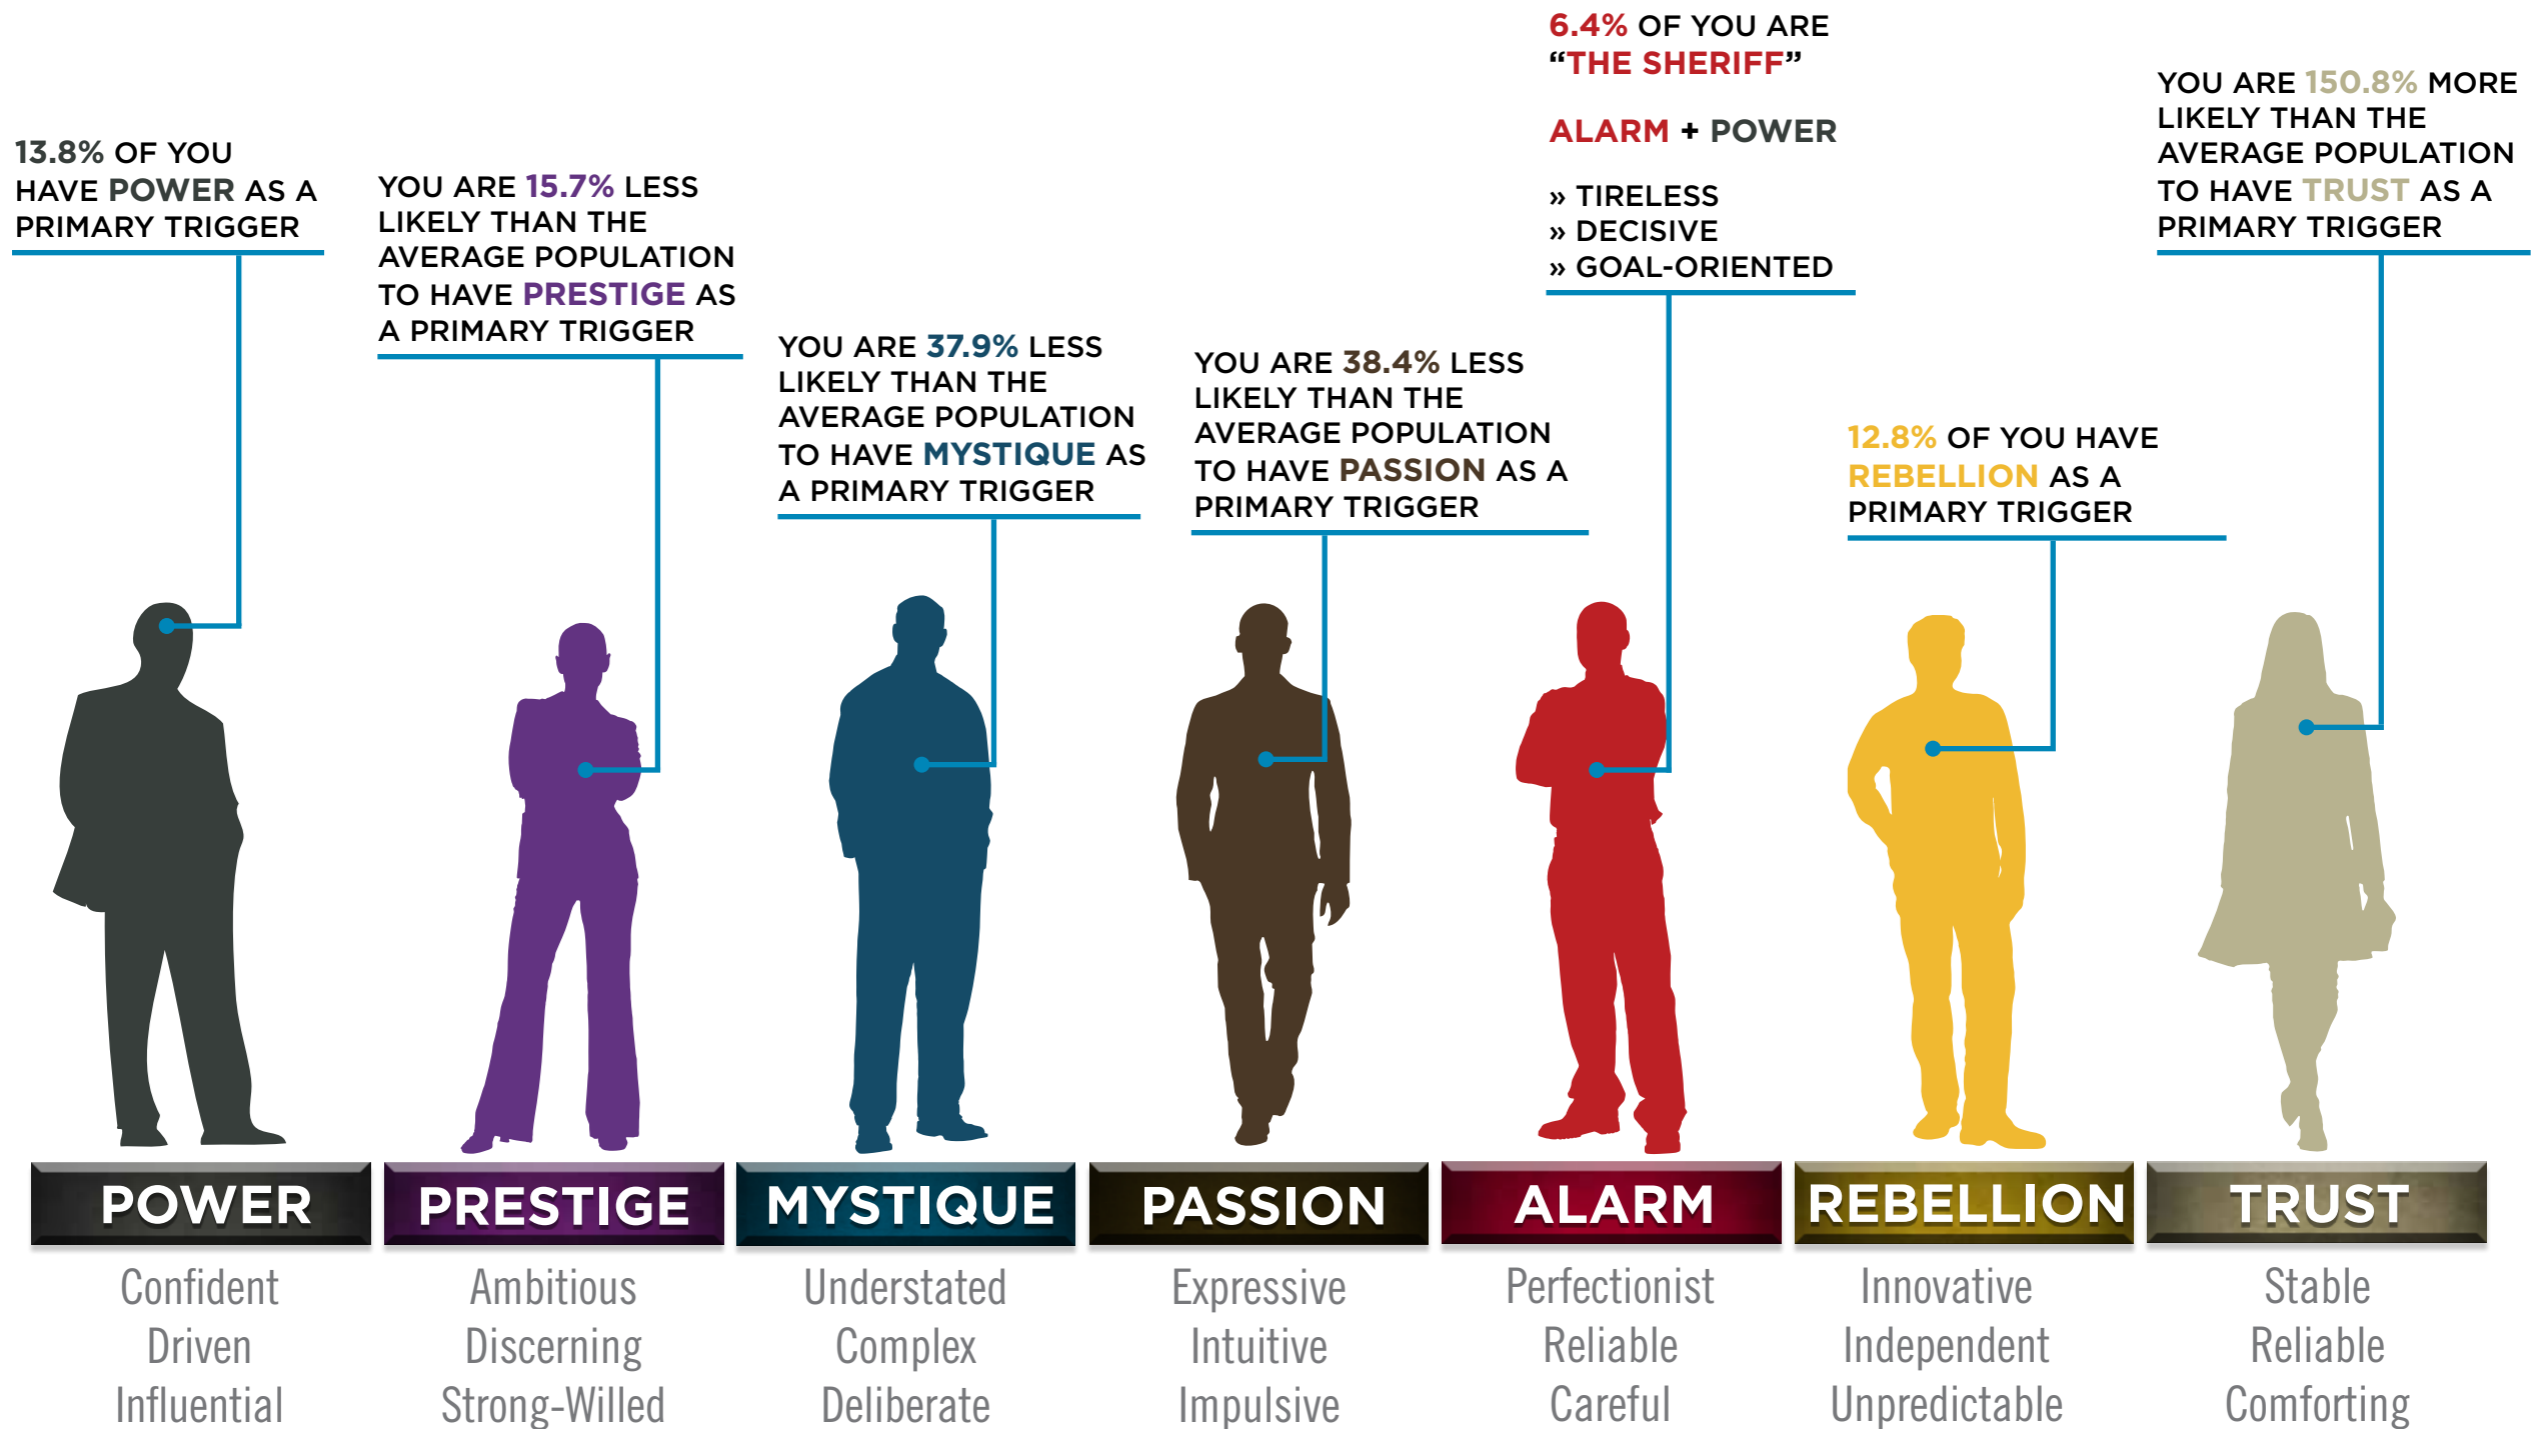 13.8% OF YOU
HAVE POWER AS A
PRIMARY TRIGGER
YOU ARE 15.7% LESS
LIKELY THAN THE
AVERAGE POPULATION
TO HAVE PRESTIGE AS
A PRIMARY TRIGGER
YOU ARE 37.9% LESS
LIKELY THAN THE
AVERAGE POPULATION
TO HAVE MYSTIQUE AS
A PRIMARY TRIGGER
YOU ARE 38.4% LESS
LIKELY THAN THE
AVERAGE POPULATION
TO HAVE PASSION AS A
PRIMARY TRIGGER
6.4% OF YOU ARE
“THE SHERIFF”
ALARM + POWER
» TIRELESS
» DECISIVE
» GOAL-ORIENTED
12.8% OF YOU HAVE
REBELLION AS A
PRIMARY TRIGGER
YOU ARE 150.8% MORE
LIKELY THAN THE
AVERAGE POPULATION
TO HAVE TRUST AS A
PRIMARY TRIGGER
POWER
Confident
Driven
Influential
PRESTIGE
Ambitious
Discerning
Strong-Willed
MYSTIQUE
Understated
Complex
Deliberate
PASSION
Expressive
Intuitive
Impulsive
ALARM
Perfectionist
Reliable
Careful
REBELLION
Innovative
Independent
Unpredictable
TRUST
Stable
Reliable
Comforting